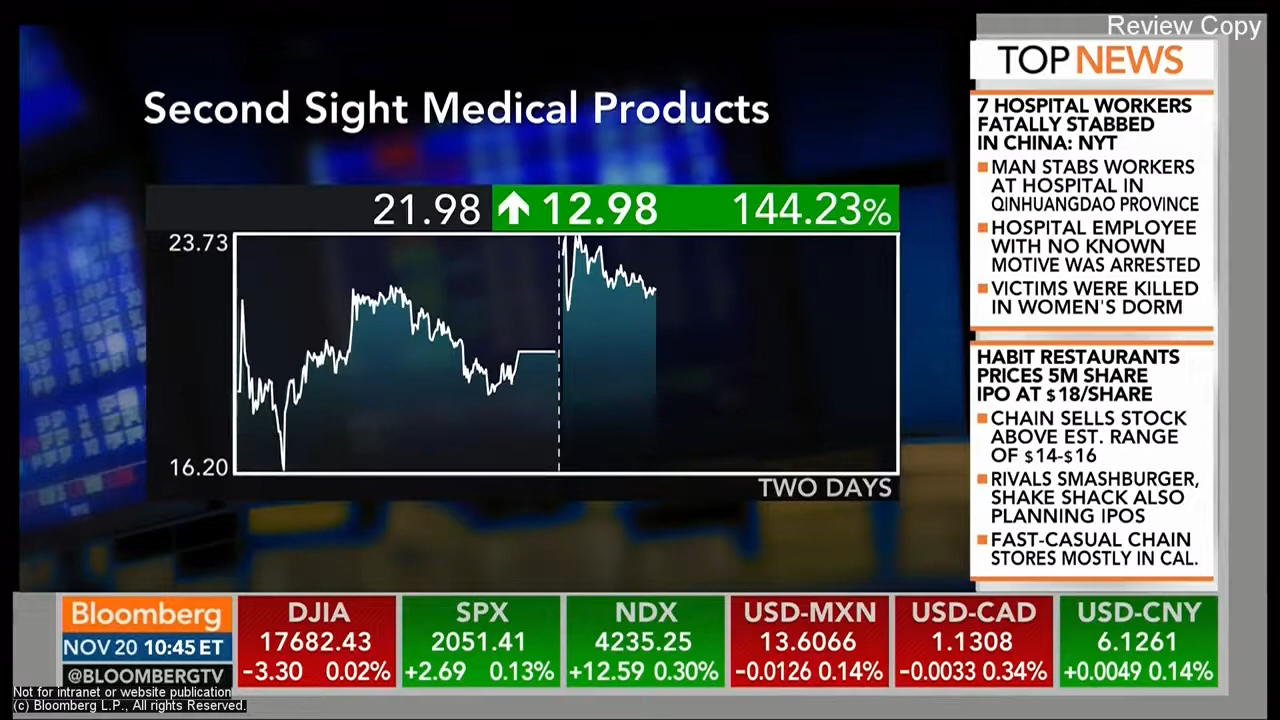 Review Copy
Second Sight Medical Products
21.98 12.98 144.23%
23.73
16.20
TWO DAYS
TOP NEWS
7 HOSPITAL WORKERS
FATALLY STABBED
IN CHINA: NYT
MAN STABS WORKERS
AT HOSPITAL IN
QINHUANGDAO PROVINCE
HOSPITAL EMPLOYEE
WITH NO KNOWN
MOTIVE WAS ARRESTED
VICTIMS WERE KILLED
IN WOMEN'S DORM
HABIT RESTAURANTS
PRICES 5M SHARE
IPO AT $18/SHARE
CHAIN SELLS STOCK
ABOVE EST. RANGE
OF $14-$16
RIVALS SMASHBURGER,
SHAKE SHACK ALSO
PLANNING IPOS
FAST-CASUAL CHAIN
STORES MOSTLY IN CAL.
Bloomberg
NOV 20 10:45 ET
@BLOOMBERGTV
DJIA
17682.43
-3.30 0.02%
SPX
2051.41
+2.69 0.13%
NDX
4235.25
+12.59 0.30%
USD-MXN
13.6066
-0.0126 0.14%
USD-CAD
1.1308
-0.0033 0.34%
USD-CNY
6.1261
+0.0049 0.14%
Not for intranet or website publication
(c) Bloomberg L.P., All rights Reserved.